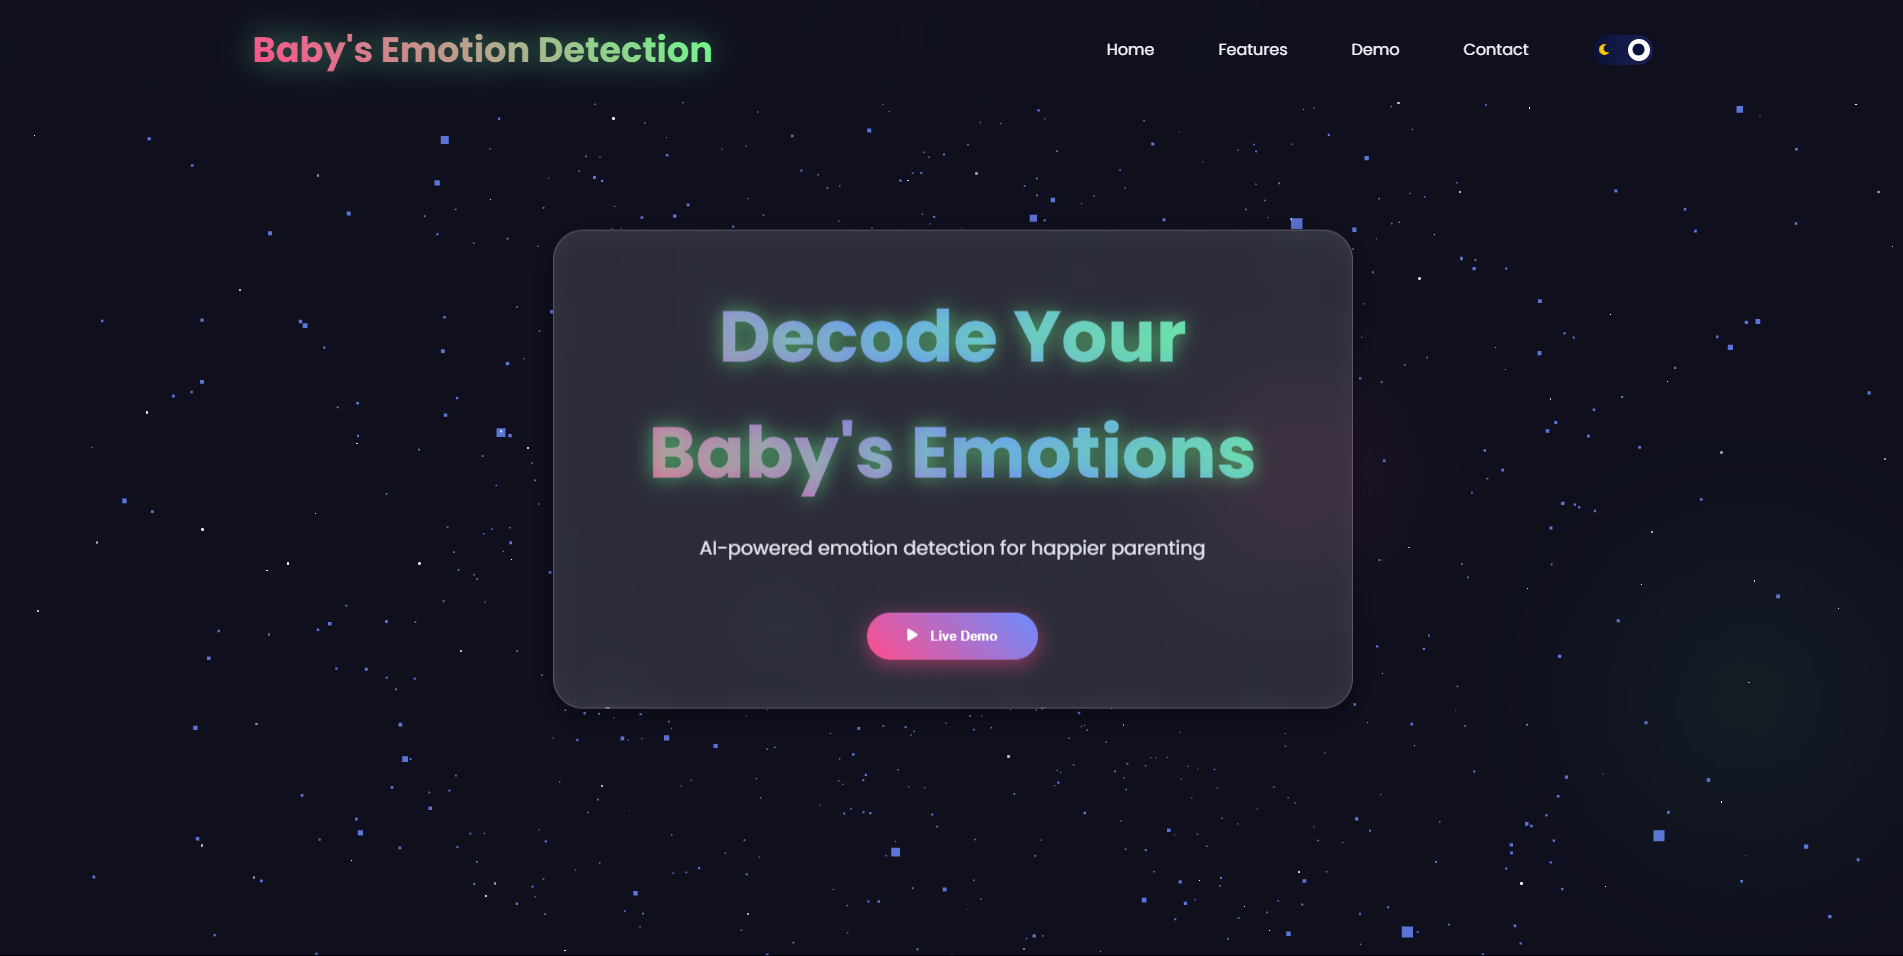 Baby's Emotion Detection
Home
Features
Demo
Contact
Decode Your
Baby's Emotions
AI-powered emotion detection for happier parenting
Live Demo